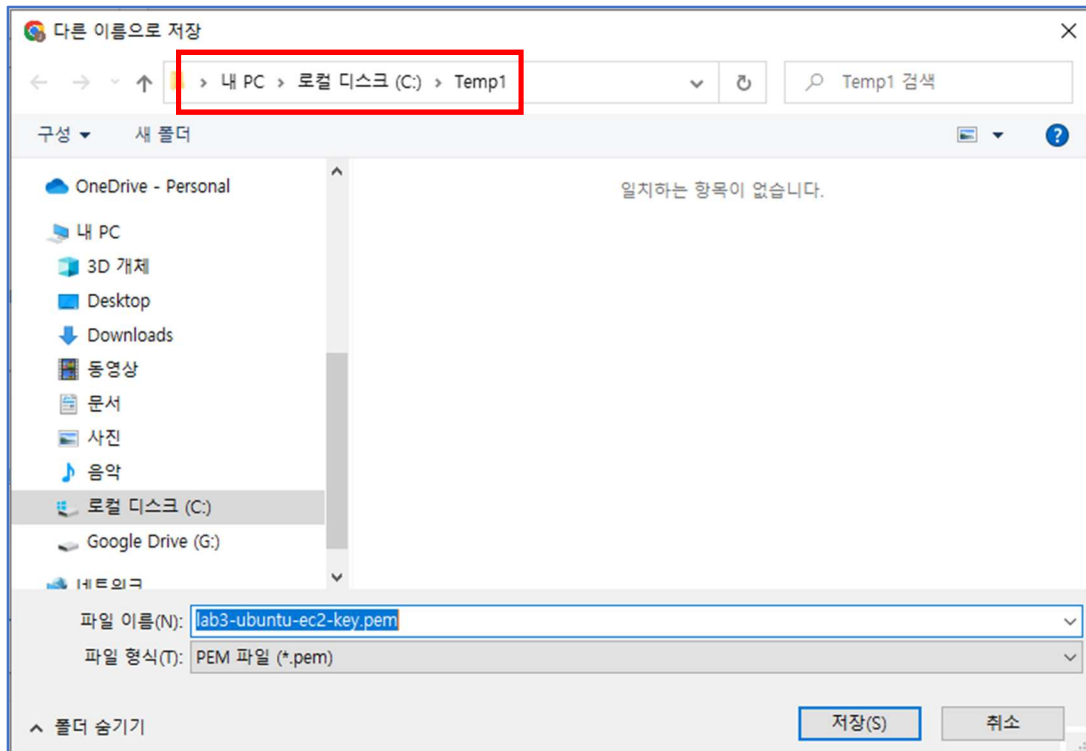 다른 이름으로 저장
> 내 PC > 로컬 디스크 (C:) > Temp1
Temp1 검색
구성 새 폴더
OneDrive - Personal
내 PC
3D 개체
Desktop
Downloads
동영상
문서
사진
음악
로컬 디스크 (C:)
Google Drive (G:)
네트워크
일치하는 항목이 없습니다.
파일 이름(N): lab3-ubuntu-ec2-key.pem
파일 형식(T): PEM 파일 (*.pem)
폴더 숨기기
저장(S) 취소